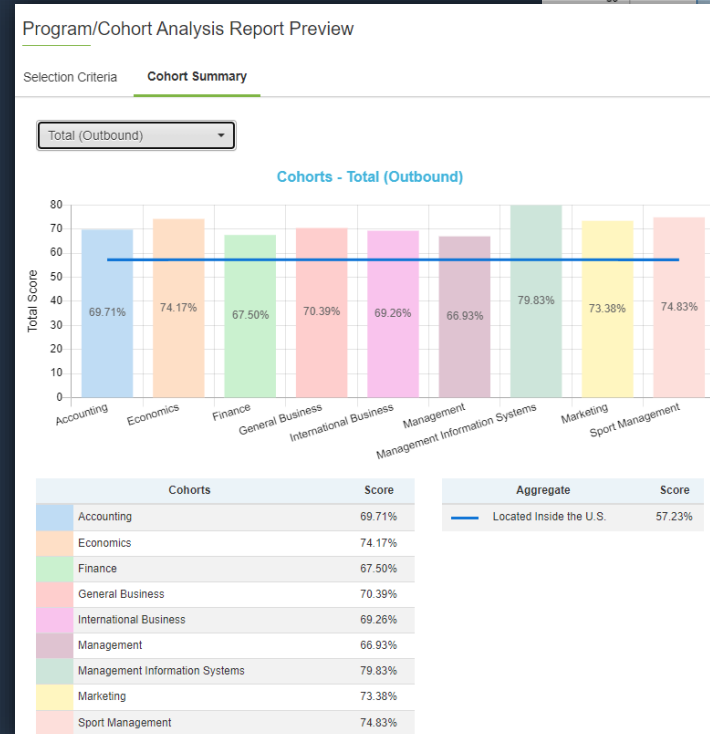 Program/Cohort Analysis Report Preview
Selection Criteria Cohort Summary
Total (Outbound)
Cohorts - Total (Outbound)
Total Score
80
70
60
50
40
30
20
10
0
69.71% 74.17% 67.50% 70.39% 69.26% 66.93% 79.83% 73.38% 74.83%
Accounting
Economics
Finance
General Business
International Business
Management
Management Information Systems
Marketing
Sport Management
Cohorts Score
Accounting 69.71%
Economics 74.17%
Finance 67.50%
General Business 70.39%
International Business 69.26%
Management 66.93%
Management Information Systems 79.83%
Marketing 73.38%
Sport Management 74.83%
Aggregate Score
Located Inside the U.S. 57.23%